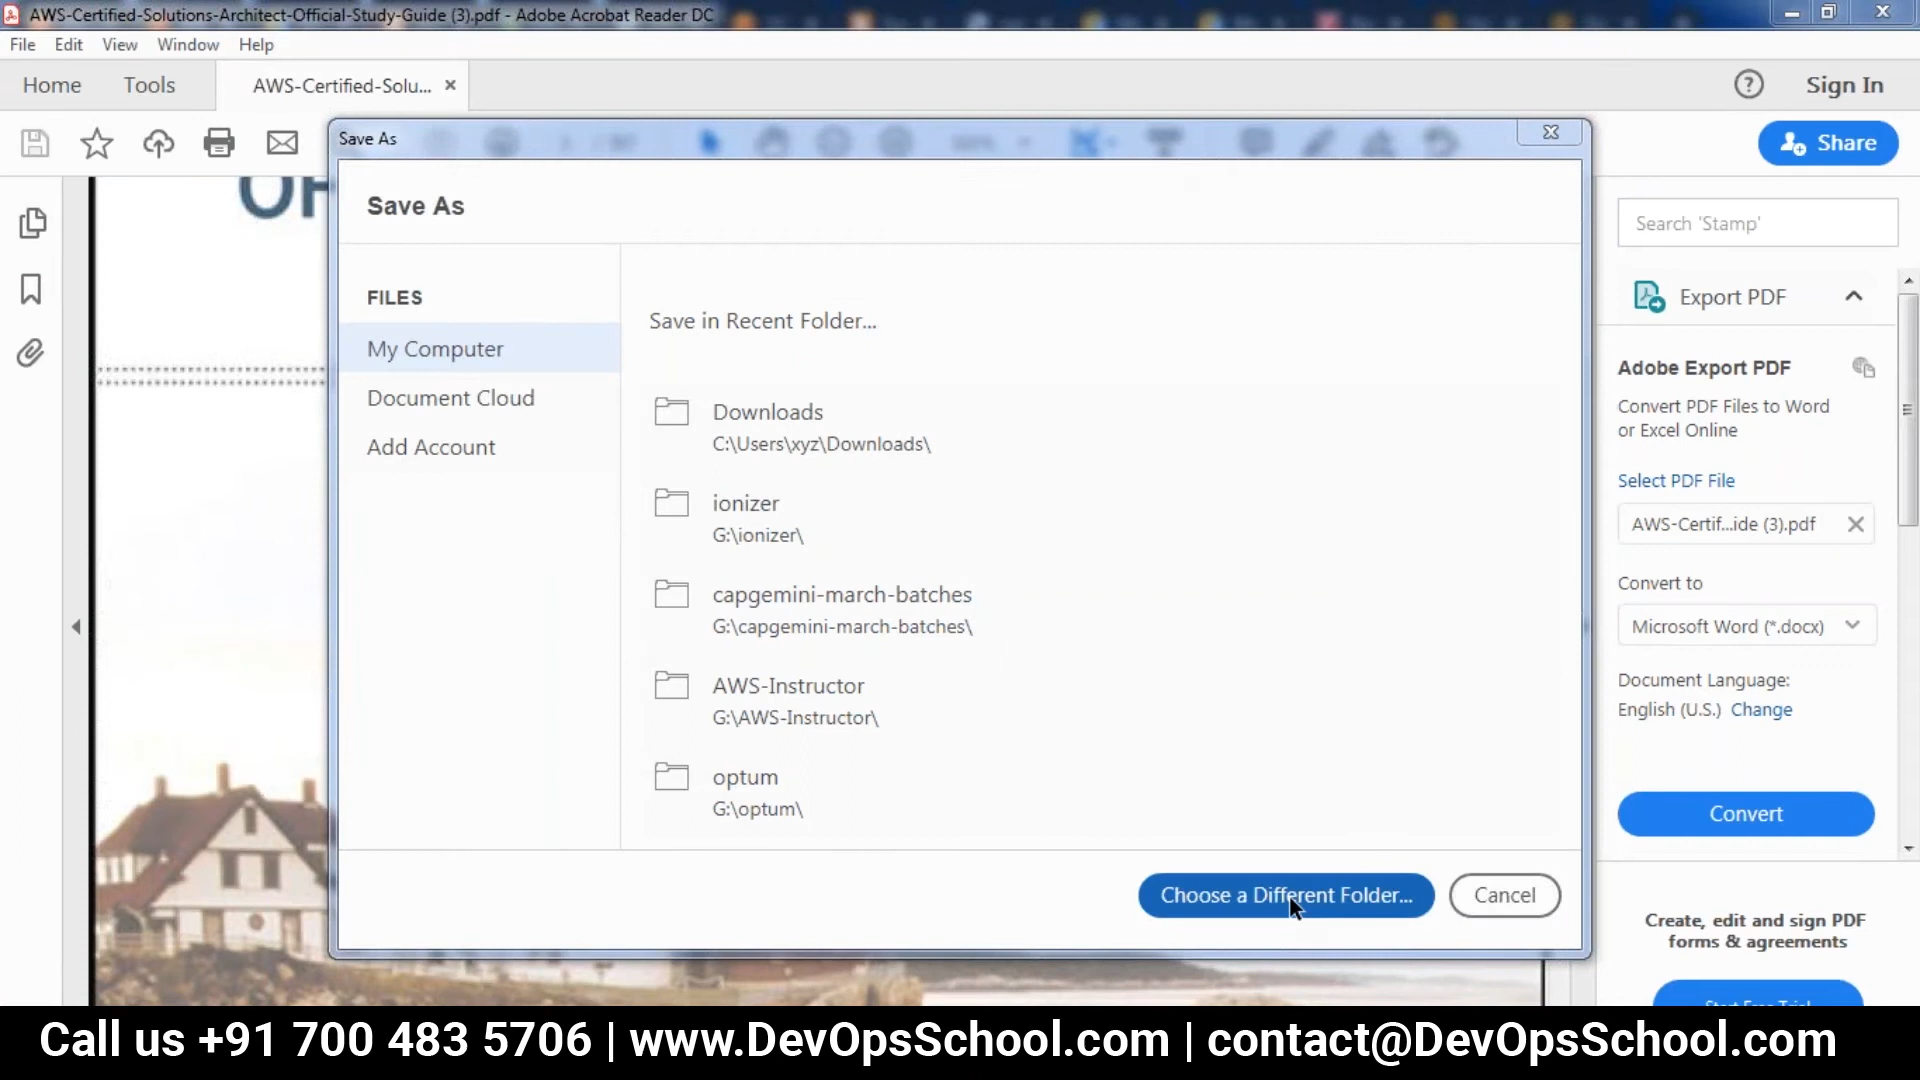 AWS-Certified-Solutions-Architect-Official-Study-Guide (3).pdf - Adobe Acrobat Reader DC
File Edit View Window Help
Home Tools AWS-Certified-Solu... Sign In
Save As
Share
OF
Save As
Search 'Stamp'
FILES
Export PDF
Save in Recent Folder...
My Computer
Adobe Export PDF
Document Cloud
Convert PDF Files to Word
or Excel Online
Add Account
Downloads
C:\Users\xyz\Downloads\
Select PDF File
ionizer
G:\ionizer\
AWS-Certif...ide (3).pdf
capgemini-march-batches
G:\capgemini-march-batches\
Convert to
Microsoft Word (*.docx)
AWS-Instructor
G:\AWS-Instructor\
Document Language:
English (U.S.) Change
optum
G:\optum\
Convert
Choose a Different Folder... Cancel
Create, edit and sign PDF
forms & agreements
Start Free Trial
Call us +91 700 483 5706 | www.DevOpsSchool.com | contact@DevOpsSchool.com